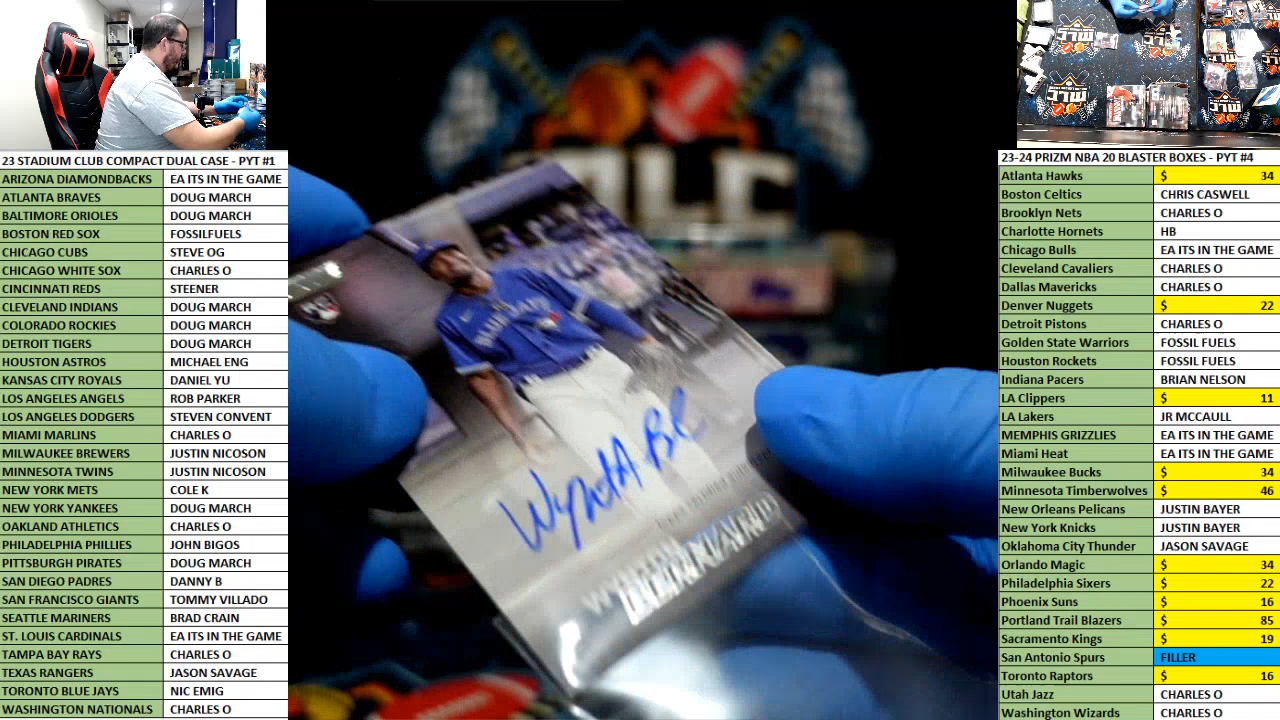 23 STADIUM CLUB COMPACT DUAL CASE - PYT #1
ARIZONA DIAMONDBACKS EA ITS IN THE GAME
ATLANTA BRAVES DOUG MARCH
BALTIMORE ORIOLES DOUG MARCH
BOSTON RED SOX FOSSILFUELS
CHICAGO CUBS STEVE OG
CHICAGO WHITE SOX CHARLES O
CINCINNATI REDS STEENER
CLEVELAND INDIANS DOUG MARCH
COLORADO ROCKIES DOUG MARCH
DETROIT TIGERS DOUG MARCH
HOUSTON ASTROS MICHAEL ENG
KANSAS CITY ROYALS DANIEL YU
LOS ANGELES ANGELS ROB PARKER
LOS ANGELES DODGERS STEVEN CONVENT
MIAMI MARLINS CHARLES O
MILWAUKEE BREWERS JUSTIN NICOSON
MINNESOTA TWINS JUSTIN NICOSON
NEW YORK METS COLE K
NEW YORK YANKEES DOUG MARCH
OAKLAND ATHLETICS CHARLES O
PHILADELPHIA PHILLIES JOHN BIGOS
PITTSBURGH PIRATES DOUG MARCH
SAN DIEGO PADRES DANNY B
SAN FRANCISCO GIANTS TOMMY VILLADO
SEATTLE MARINERS BRAD CRAIN
ST. LOUIS CARDINALS EA ITS IN THE GAME
TAMPA BAY RAYS CHARLES O
TEXAS RANGERS JASON SAVAGE
TORONTO BLUE JAYS NIC EMIG
WASHINGTON NATIONALS CHARLES O
MLC
23-24 PRIZM NBA 20 BLASTER BOXES - PYT #4
Atlanta Hawks $ 34
Boston Celtics CHRIS CASWELL
Brooklyn Nets CHARLES O
Charlotte Hornets HB
Chicago Bulls EA ITS IN THE GAME
Cleveland Cavaliers CHARLES O
Dallas Mavericks CHARLES O
Denver Nuggets $ 22
Detroit Pistons CHARLES O
Golden State Warriors FOSSIL FUELS
Houston Rockets FOSSIL FUELS
Indiana Pacers BRIAN NELSON
LA Clippers $ 11
LA Lakers JR MCCAULL
MEMPHIS GRIZZLIES EA ITS IN THE GAME
Miami Heat EA ITS IN THE GAME
Milwaukee Bucks $ 34
Minnesota Timberwolves $ 46
New Orleans Pelicans JUSTIN BAYER
New York Knicks JUSTIN BAYER
Oklahoma City Thunder JASON SAVAGE
Orlando Magic $ 34
Philadelphia Sixers $ 22
Phoenix Suns $ 16
Portland Trail Blazers $ 85
Sacramento Kings $ 19
San Antonio Spurs FILLER
Toronto Raptors $ 16
Utah Jazz CHARLES O
Washington Wizards CHARLES O